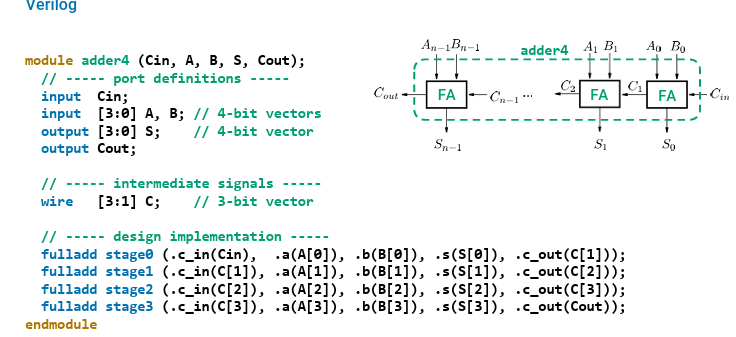 Verilog
module adder4 (Cin, A, B, S, Cout);
// ----- port definitions -----
input Cin;
input [3:0] A, B; // 4-bit vectors
output [3:0] S; // 4-bit vector
output Cout;
// ----- intermediate signals -----
wire [3:1] C; // 3-bit vector
// ----- design implementation -----
fulladd stage0 (.c_in(Cin), .a(A[0]), .b(B[0]), .s(S[0]), .c_out(C[1]));
fulladd stage1 (.c_in(C[1]), .a(A[1]), .b(B[1]), .s(S[1]), .c_out(C[2]));
fulladd stage2 (.c_in(C[2]), .a(A[2]), .b(B[2]), .s(S[2]), .c_out(C[3]));
fulladd stage3 (.c_in(C[3]), .a(A[3]), .b(B[3]), .s(S[3]), .c_out(Cout));
endmodule
A_{n-1} B_{n-1} adder4 A_1 B_1 A_0 B_0
C_{out} FA C_{n-1} ... C_2 FA C_1 FA C_{in}
S_{n-1} S_1 S_0